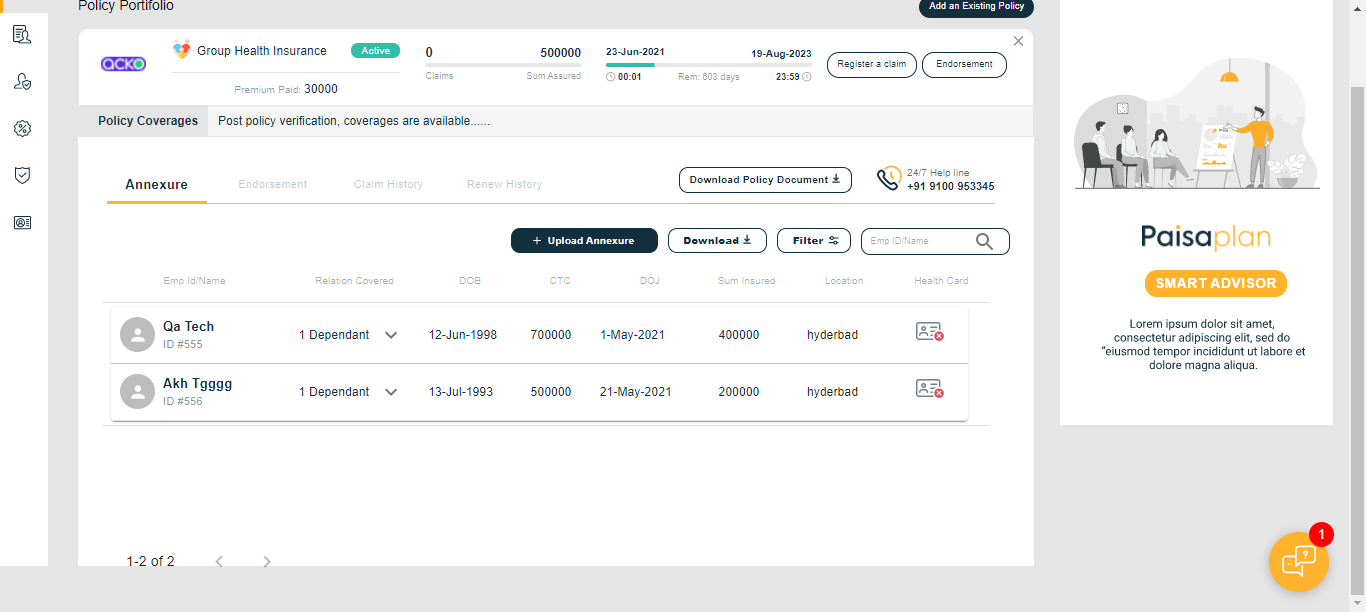 Policy Portifolio
Add an Existing Policy
acko
Group Health Insurance
Active
Premium Paid: 30000
0
500000
Claims
Sum Assured
23-Jun-2021
19-Aug-2023
00:01
Rem: 603 days
23:59
Register a claim
Endorsement
Policy Coverages
Post policy verification, coverages are available......
Annexure
Endorsement
Claim History
Renew History
Download Policy Document
24/7 Help line
+91 9100 953345
+ Upload Annexure
Download
Filter
Emp ID/Name
Emp Id/Name
Relation Covered
DOB
CTC
DOJ
Sum Insured
Location
Health Card
Qa Tech
ID #555
1 Dependant
12-Jun-1998
700000
1-May-2021
400000
hyderbad
Akh Tgggg
ID #556
1 Dependant
13-Jul-1993
500000
21-May-2021
200000
hyderbad
1-2 of 2
Paisaplan
SMART ADVISOR
Lorem ipsum dolor sit amet,
consectetur adipiscing elit, sed do
“eiusmod tempor incididunt ut labore et
dolore magna aliqua.
1